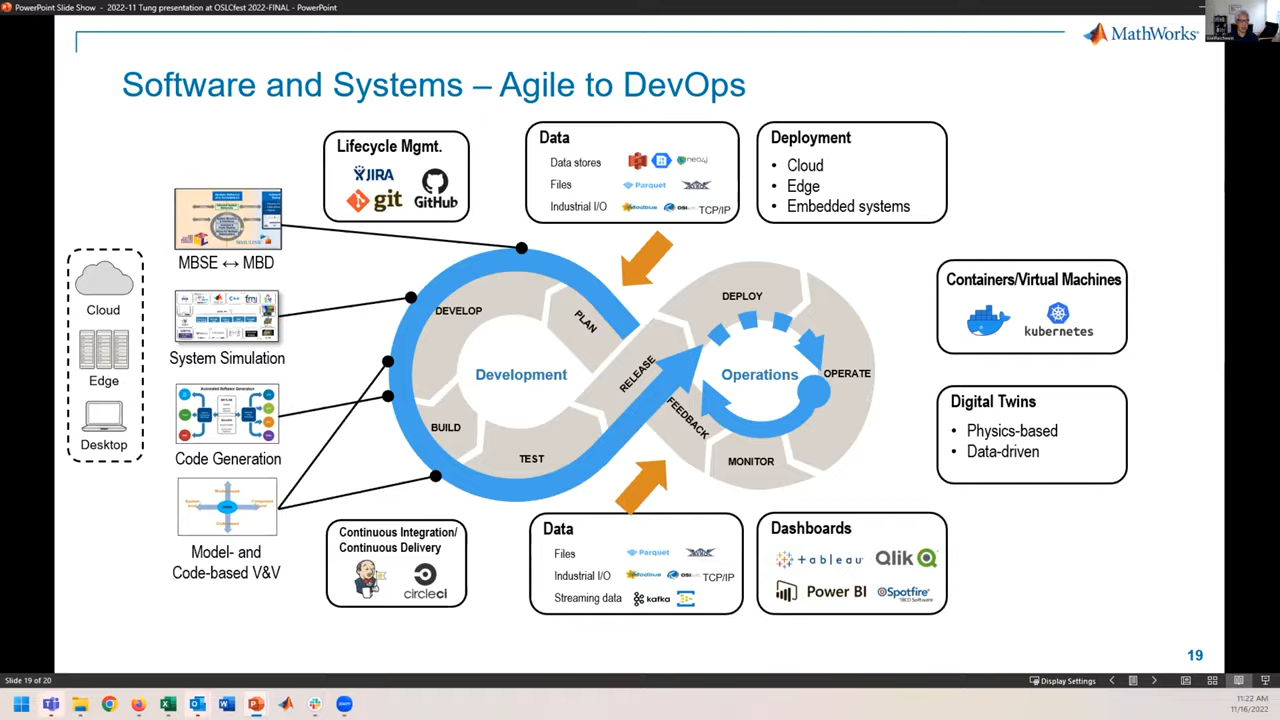 PowerPoint Slide Show - 2022-11 Tung presentation at OSLCfest 2022-FINAL - PowerPoint
MathWorks
Software and Systems – Agile to DevOps
Lifecycle Mgmt.
JIRA
git
GitHub
Data
Data stores
neo4j
Files
Parquet
Industrial I/O
Modbus
TCP/IP
Deployment
• Cloud
• Edge
• Embedded systems
MBSE ↔ MBD
System Simulation
Code Generation
Model- and
Code-based V&V
Cloud
Edge
Desktop
DEVELOP
PLAN
BUILD
TEST
RELEASE
Development
DEPLOY
OPERATE
MONITOR
FEEDBACK
Operations
Containers/Virtual Machines
docker
kubernetes
Digital Twins
• Physics-based
• Data-driven
Continuous Integration/
Continuous Delivery
circleci
Data
Files
Parquet
Industrial I/O
Modbus
TCP/IP
Streaming data
kafka
Dashboards
+tableau
Qlik
Power BI
Spotfire
19
Slide 19 of 20
Display Settings
11:22 AM
11/16/2022